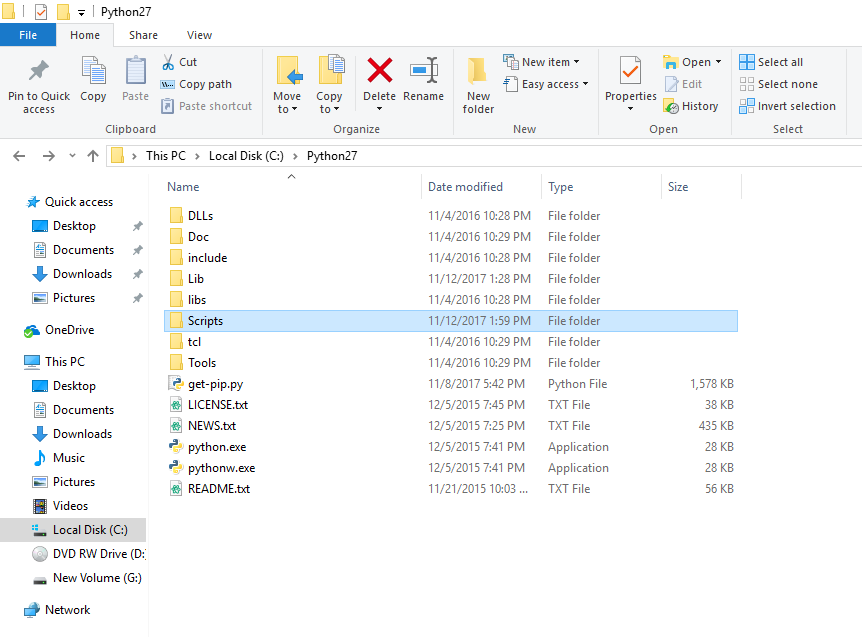 Python27
File Home Share View
Pin to Quick access
Copy
Paste
Cut
Copy path
Paste shortcut
Clipboard
Move to
Copy to
Delete
Rename
Organize
New folder
New item
Easy access
New
Properties
Open
Edit
History
Open
Select all
Select none
Invert selection
Select
This PC > Local Disk (C:) > Python27
Quick access
Desktop
Documents
Downloads
Pictures
OneDrive
This PC
Desktop
Documents
Downloads
Music
Pictures
Videos
Local Disk (C:)
DVD RW Drive (D:
New Volume (G:)
Network
Name Date modified Type Size
DLLs 11/4/2016 10:28 PM File folder
Doc 11/4/2016 10:29 PM File folder
include 11/4/2016 10:28 PM File folder
Lib 11/12/2017 1:28 PM File folder
libs 11/4/2016 10:28 PM File folder
Scripts 11/12/2017 1:59 PM File folder
tcl 11/4/2016 10:29 PM File folder
Tools 11/4/2016 10:29 PM File folder
get-pip.py 11/8/2017 5:42 PM Python File 1,578 KB
LICENSE.txt 12/5/2015 7:45 PM TXT File 38 KB
NEWS.txt 12/5/2015 7:25 PM TXT File 435 KB
python.exe 12/5/2015 7:41 PM Application 28 KB
pythonw.exe 12/5/2015 7:41 PM Application 28 KB
README.txt 11/21/2015 10:03 ... TXT File 56 KB